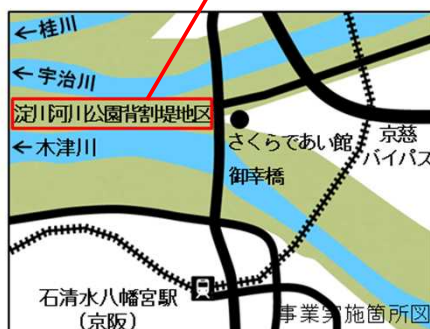 ←桂川
←宇治川
淀川河川公園背割堤地区
←木津川
さくらであい館
京慈
バイパス
御幸橋
石清水八幡宮駅
(京阪)
事業実施箇所図